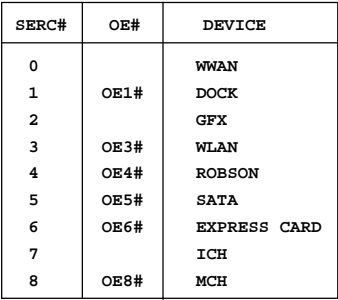 SERC# OE# DEVICE
0 WWAN
1 OE1# DOCK
2 GFX
3 OE3# WLAN
4 OE4# ROBSON
5 OE5# SATA
6 OE6# EXPRESS CARD
7 ICH
8 OE8# MCH